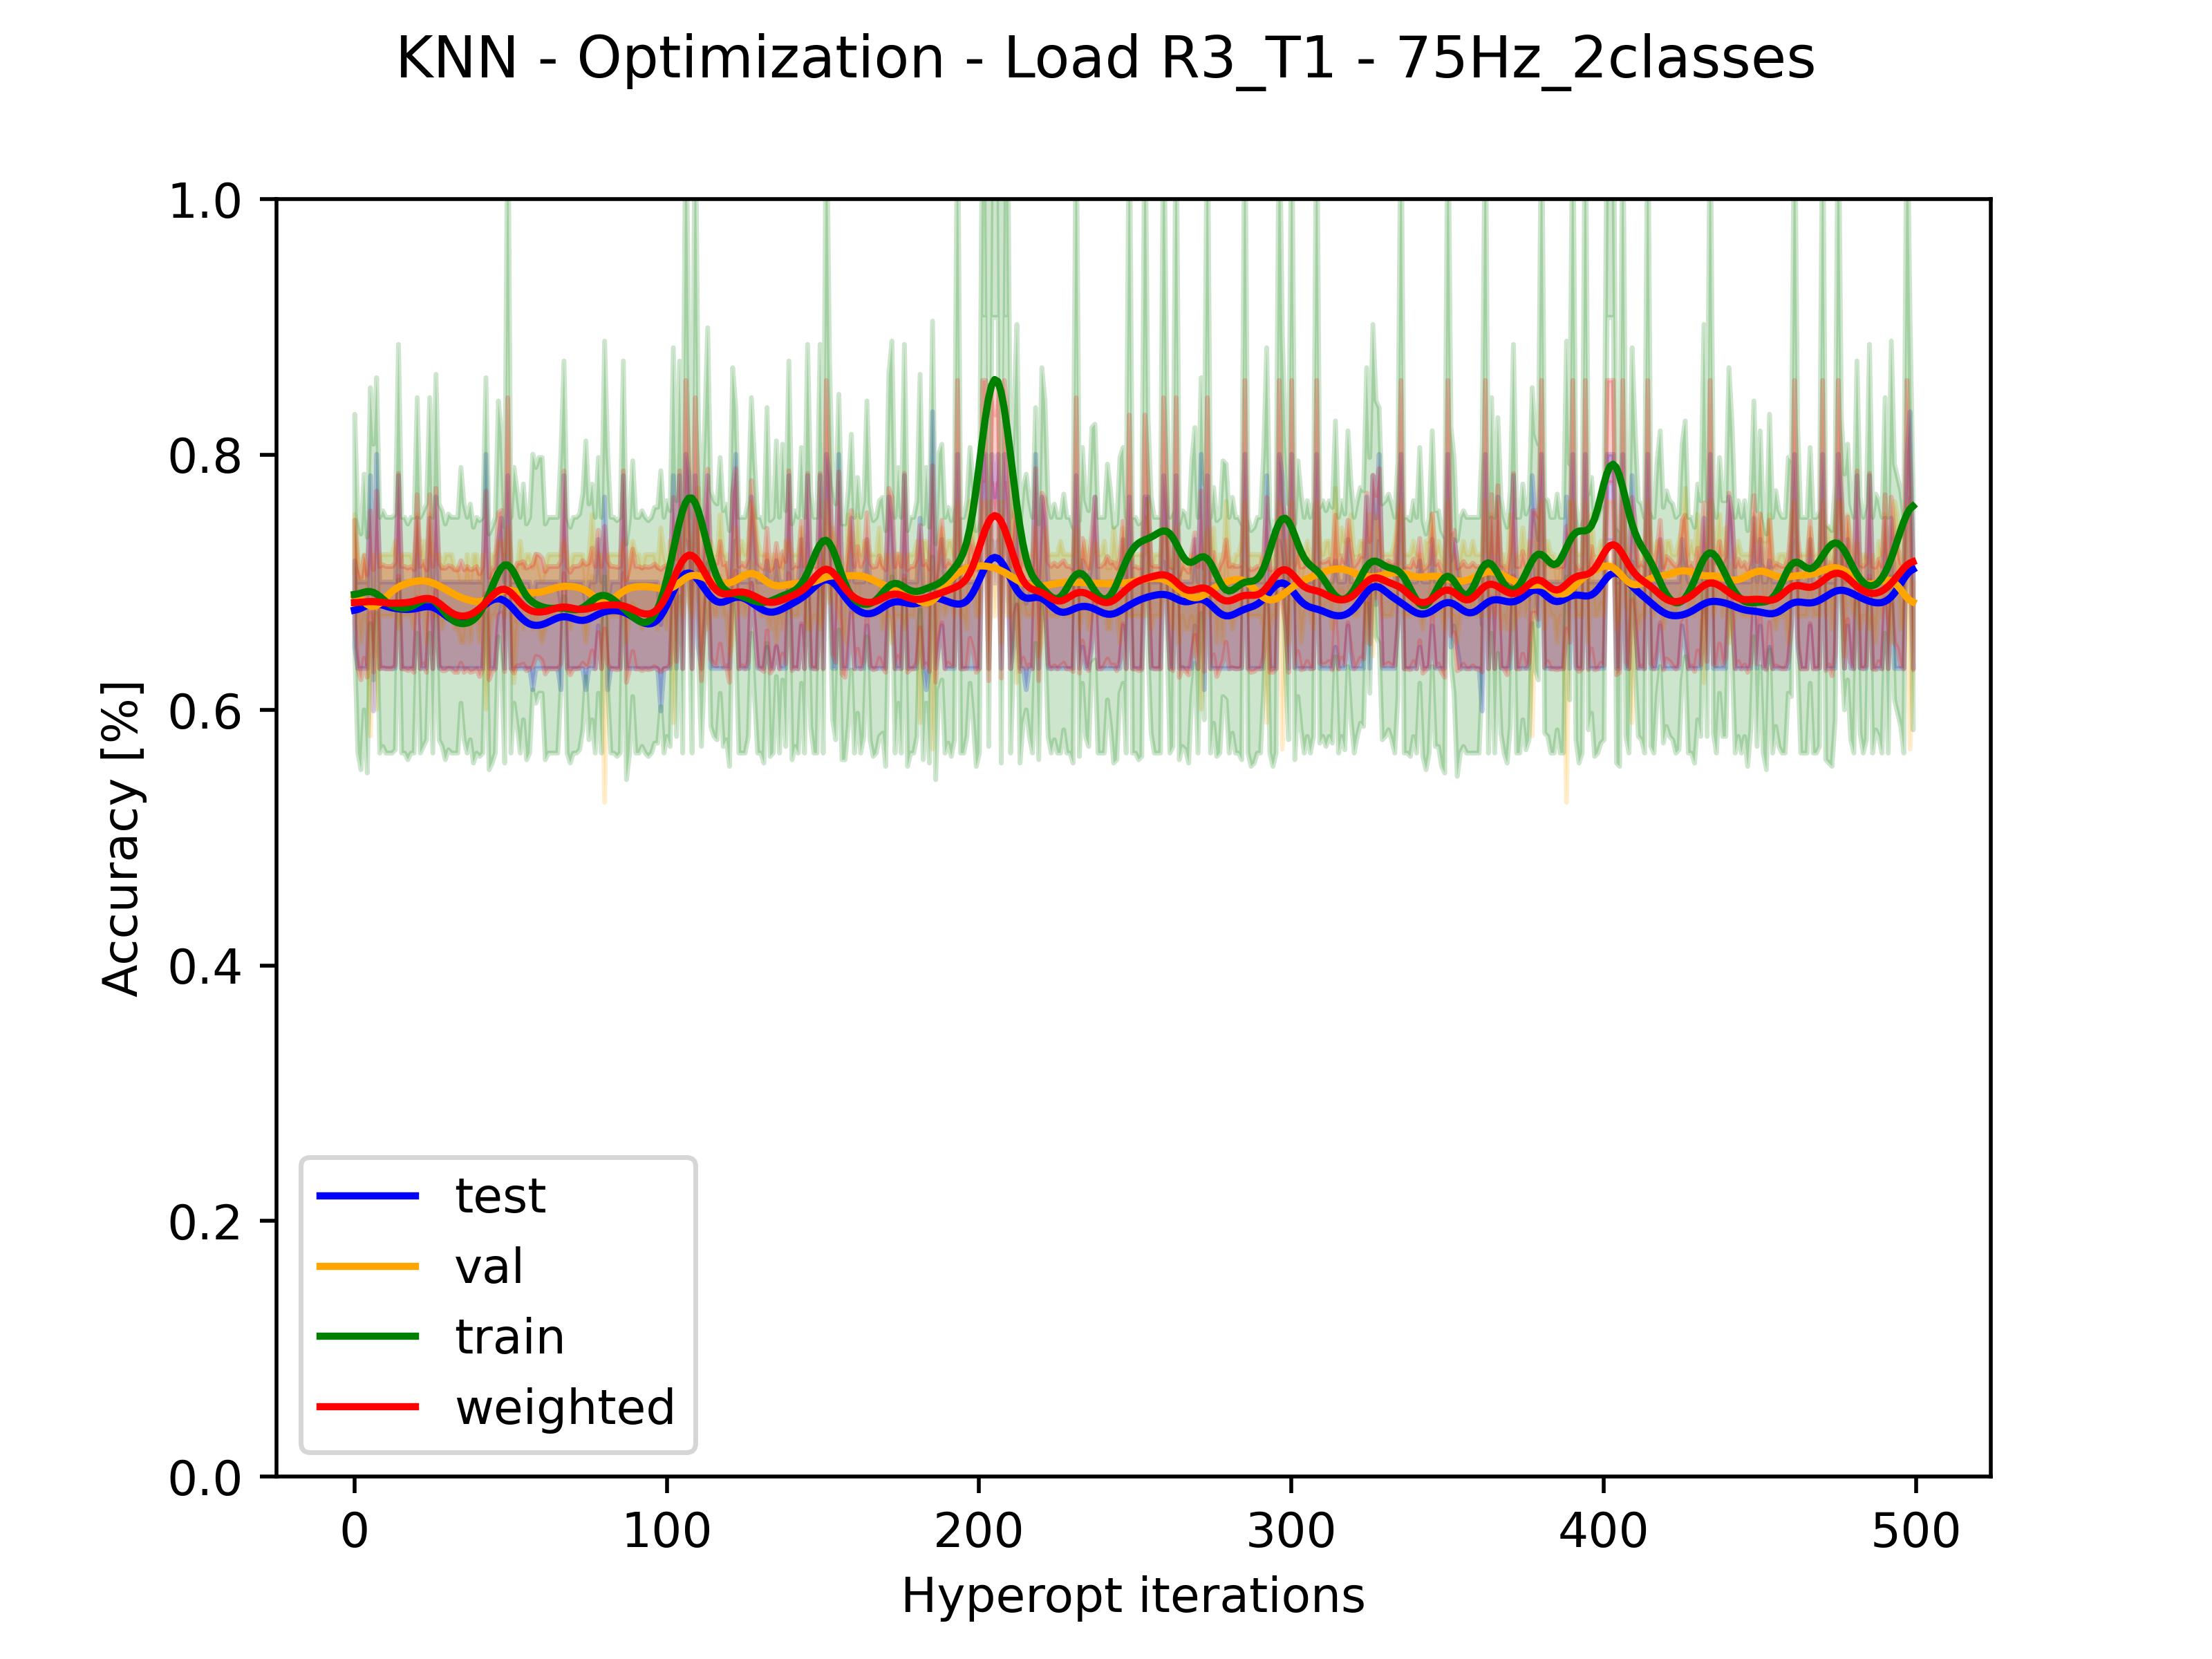 KNN - Optimization - Load R3_T1 - 75Hz_2classes
1.0
0.8
0.6
0.4
0.2
0.0
Accuracy [%]
test
val
train
weighted
0 100 200 300 400 500
Hyperopt iterations